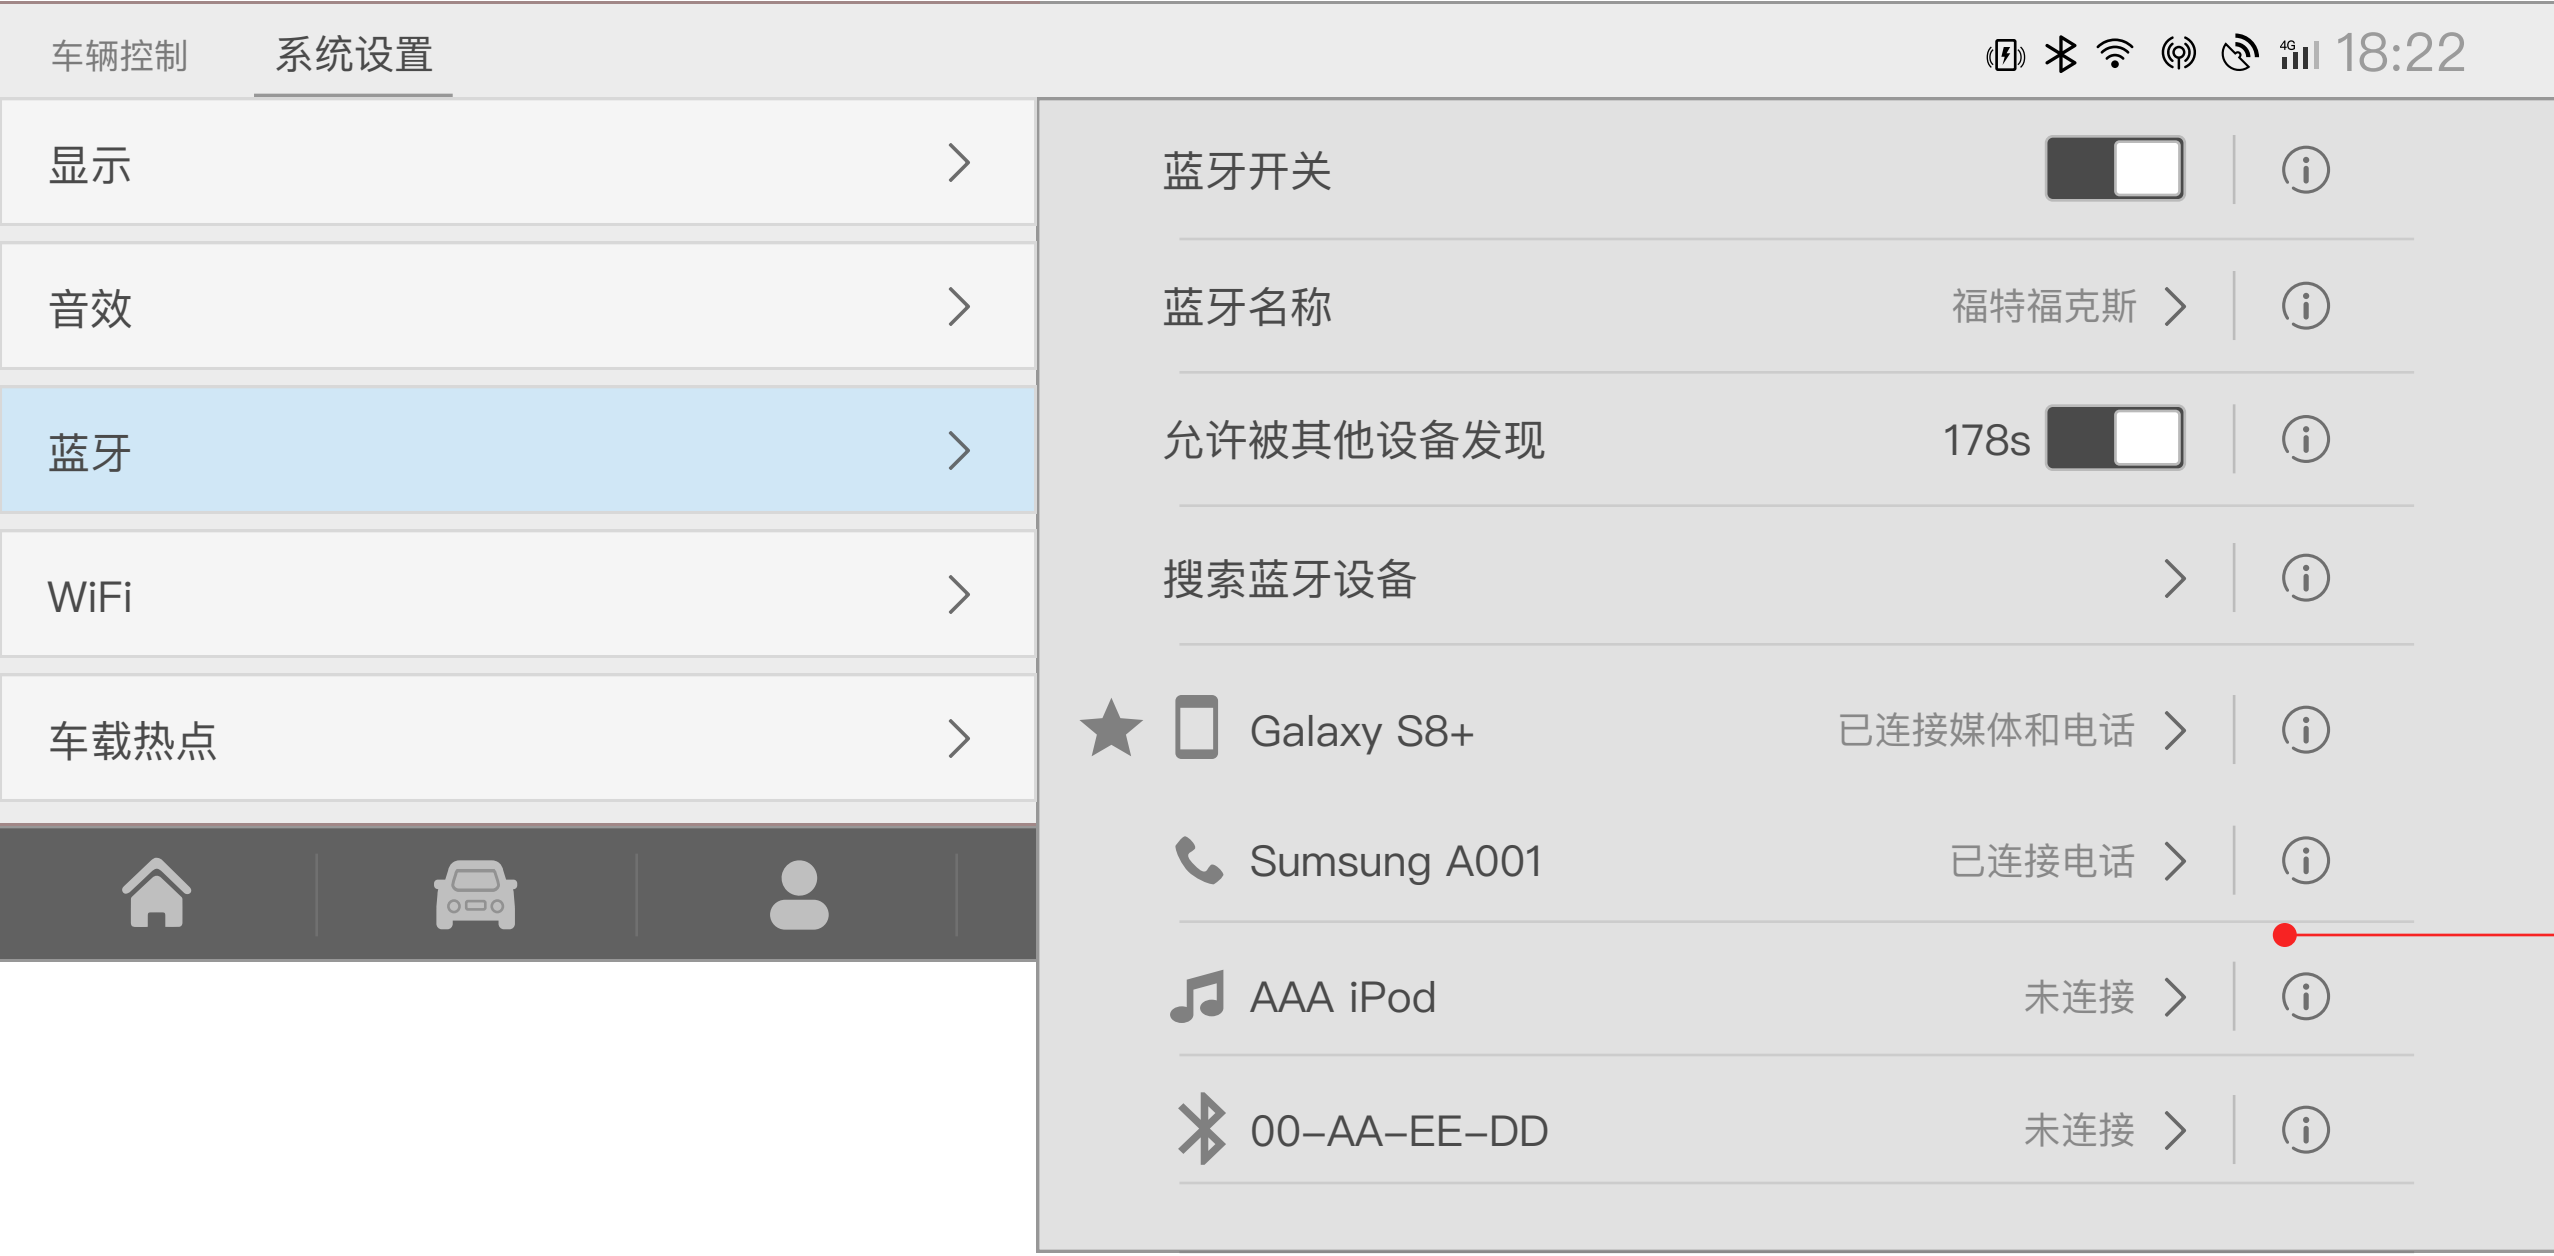 车辆控制
系统设置
4G
18:22
显示
音效
蓝牙
WiFi
车载热点
蓝牙开关
蓝牙名称
福特福克斯
允许被其他设备发现
178s
搜索蓝牙设备
Galaxy S8+
已连接媒体和电话
Sumsung A001
已连接电话
AAA iPod
未连接
00-AA-EE-DD
未连接